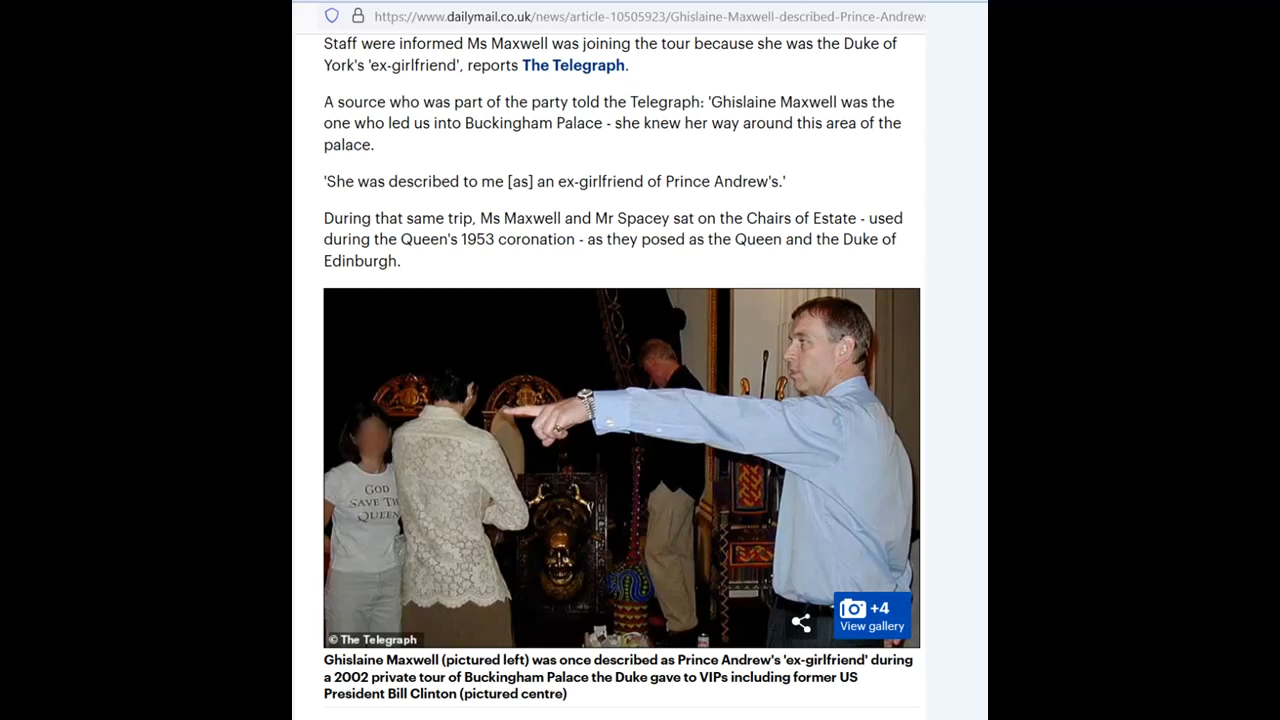 https://www.dailymail.co.uk/news/article-10505923/Ghislaine-Maxwell-described-Prince-Andrew
Staff were informed Ms Maxwell was joining the tour because she was the Duke of
York's 'ex-girlfriend', reports The Telegraph.
A source who was part of the party told the Telegraph: 'Ghislaine Maxwell was the
one who led us into Buckingham Palace - she knew her way around this area of the
palace.
'She was described to me [as] an ex-girlfriend of Prince Andrew's.'
During that same trip, Ms Maxwell and Mr Spacey sat on the Chairs of Estate - used
during the Queen's 1953 coronation - as they posed as the Queen and the Duke of
Edinburgh.
GOD
SAVE TH
QUEEN
+4
View gallery
© The Telegraph
Ghislaine Maxwell (pictured left) was once described as Prince Andrew's 'ex-girlfriend' during
a 2002 private tour of Buckingham Palace the Duke gave to VIPs including former US
President Bill Clinton (pictured centre)